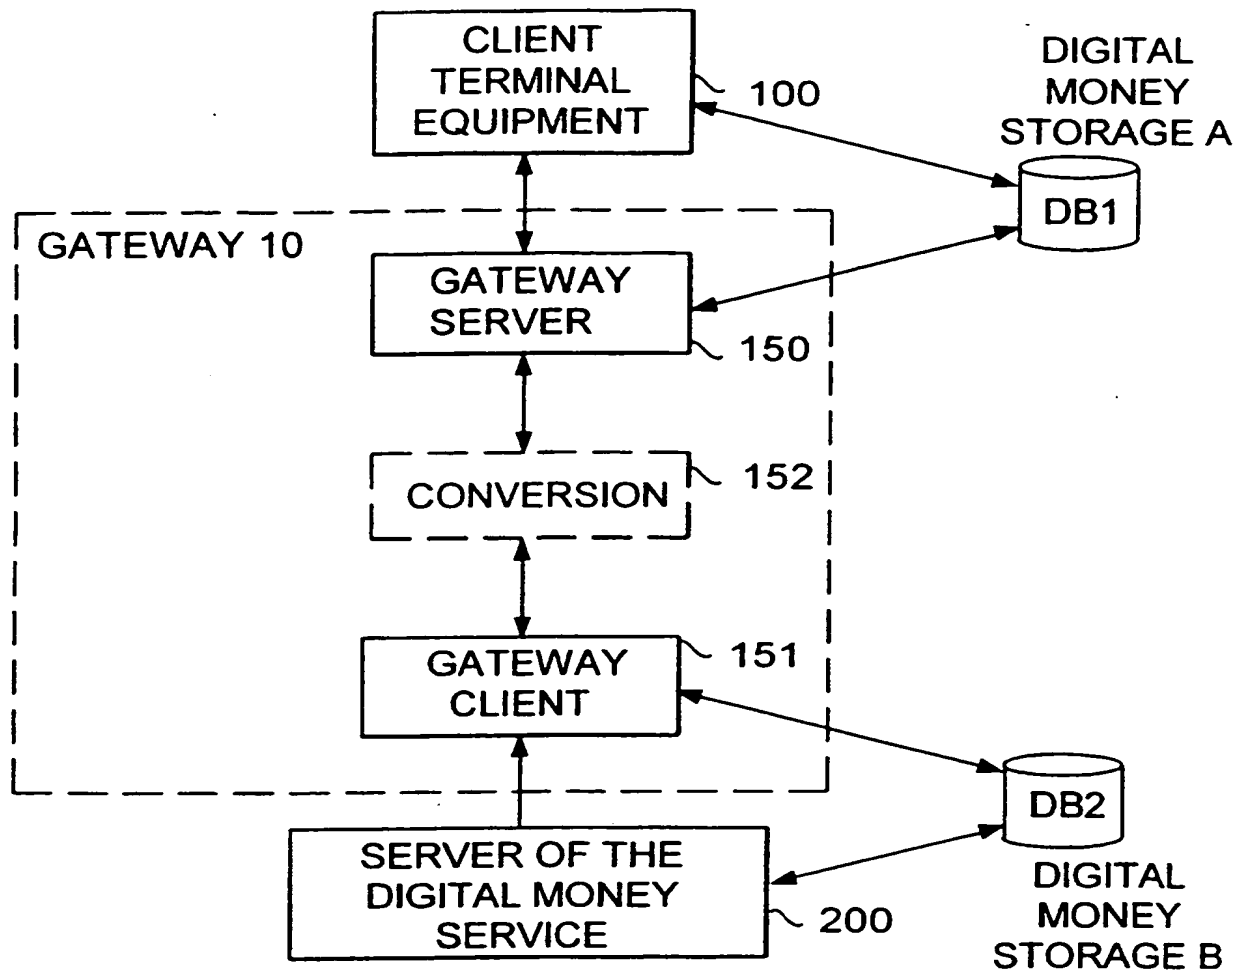 CLIENT
TERMINAL
EQUIPMENT
100
DIGITAL
MONEY
STORAGE A
DB1
GATEWAY 10
GATEWAY
SERVER
150
CONVERSION
152
GATEWAY
CLIENT
151
DB2
SERVER OF THE
DIGITAL MONEY
SERVICE
200
DIGITAL
MONEY
STORAGE B